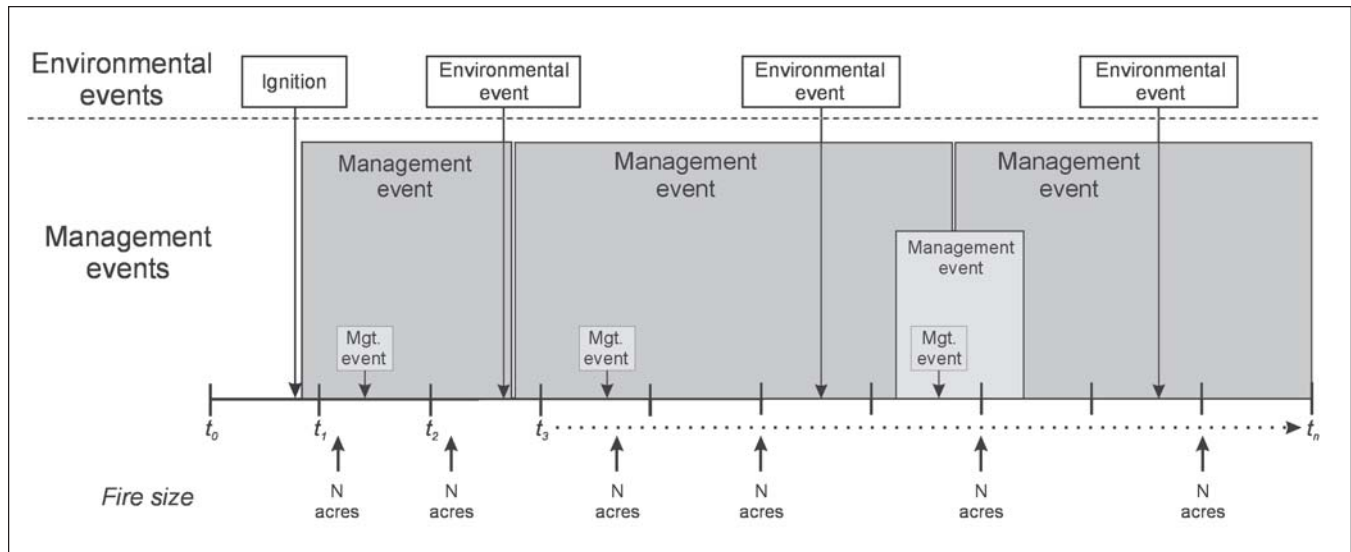 Environmental
events
Ignition
Environmental
event
Environmental
event
Environmental
event
Management
events
Management
event
Management
event
Management
event
Management
event
Mgt.
event
Mgt.
event
Mgt.
event
t₀
t₁
t₂
t₃
tₙ
Fire size
N
acres
N
acres
N
acres
N
acres
N
acres
N
acres